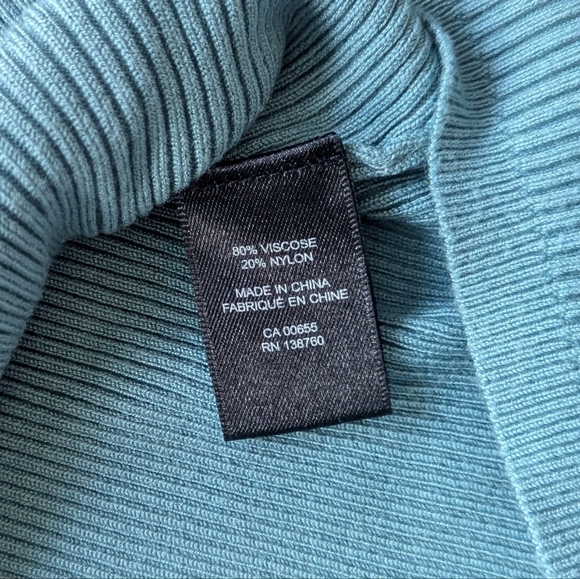 80% VISCOSE
20% NYLON
MADE IN CHINA
FABRIQUÉ EN CHINE
CA 00655
RN 138760